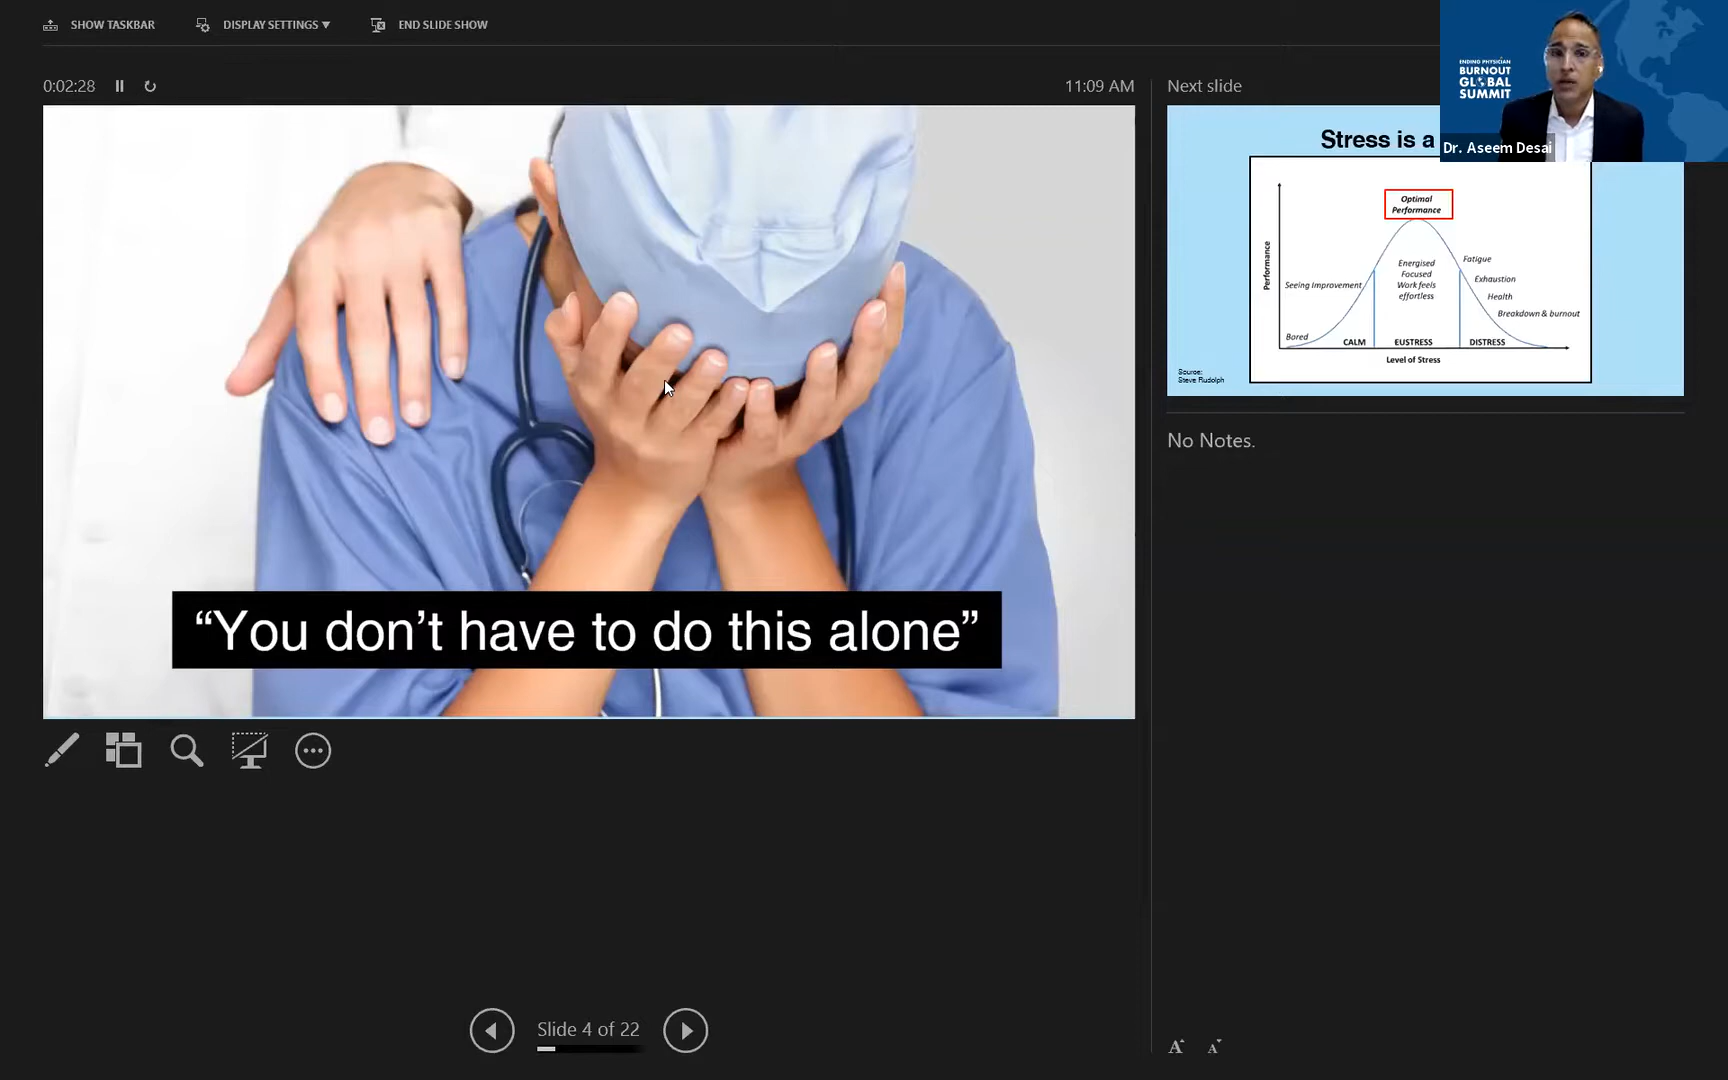 SHOW TASKBAR
DISPLAY SETTINGS ▼
END SLIDE SHOW
0:02:28
11:09 AM
“You don’t have to do this alone”
Slide 4 of 22
Next slide
Stress is a
Optimal
Performance
Performance
Seeing Improvement
Energised
Focused
Work feels
effortless
Fatigue
Exhaustion
Health
Breakdown & burnout
Bored
CALM
EUSTRESS
DISTRESS
Level of Stress
Source:
Steve Rudolph
ENDING PHYSICIAN
BURNOUT
GLOBAL
SUMMIT
Dr. Aseem Desai
No Notes.
A
A